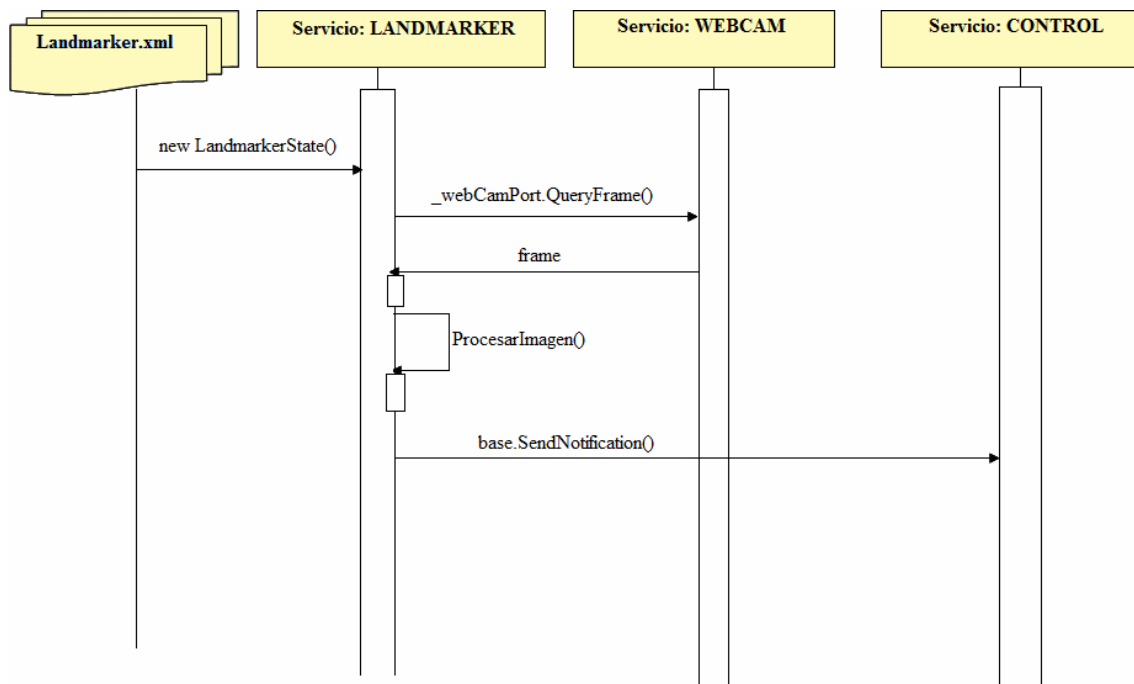 Landmarker.xml
Servicio: LANDMARKER
Servicio: WEBCAM
Servicio: CONTROL
new LandmarkerState()
_webCamPort.QueryFrame()
frame
ProcesarImagen()
base.SendNotification()